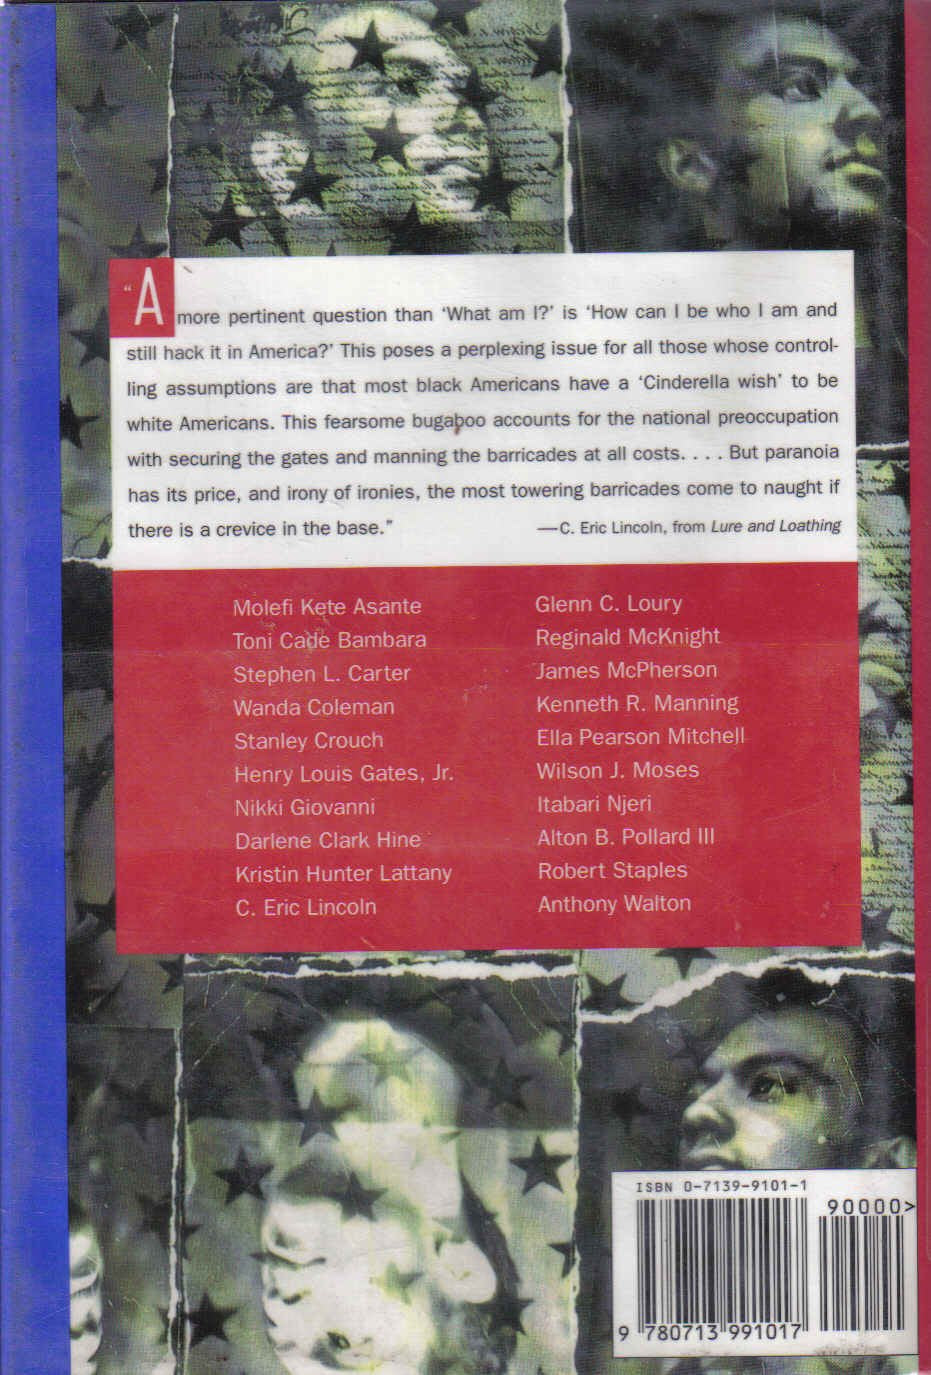 “A more pertinent question than ‘What am I?’ is ‘How can I be who I am and
still hack it in America?’ This poses a perplexing issue for all those whose control-
ling assumptions are that most black Americans have a ‘Cinderella wish’ to be
white Americans. This fearsome bugaboo accounts for the national preoccupation
with securing the gates and manning the barricades at all costs. . . . But paranoia
has its price, and irony of ironies, the most towering barricades come to naught if
there is a crevice in the base.”
—C. Eric Lincoln, from Lure and Loathing
Molefi Kete Asante
Toni Cade Bambara
Stephen L. Carter
Wanda Coleman
Stanley Crouch
Henry Louis Gates, Jr.
Nikki Giovanni
Darlene Clark Hine
Kristin Hunter Lattany
C. Eric Lincoln
Glenn C. Loury
Reginald McKnight
James McPherson
Kenneth R. Manning
Ella Pearson Mitchell
Wilson J. Moses
Itabari Njeri
Alton B. Pollard III
Robert Staples
Anthony Walton
ISBN 0-7139-9101-1
90000>
9 780713 991017